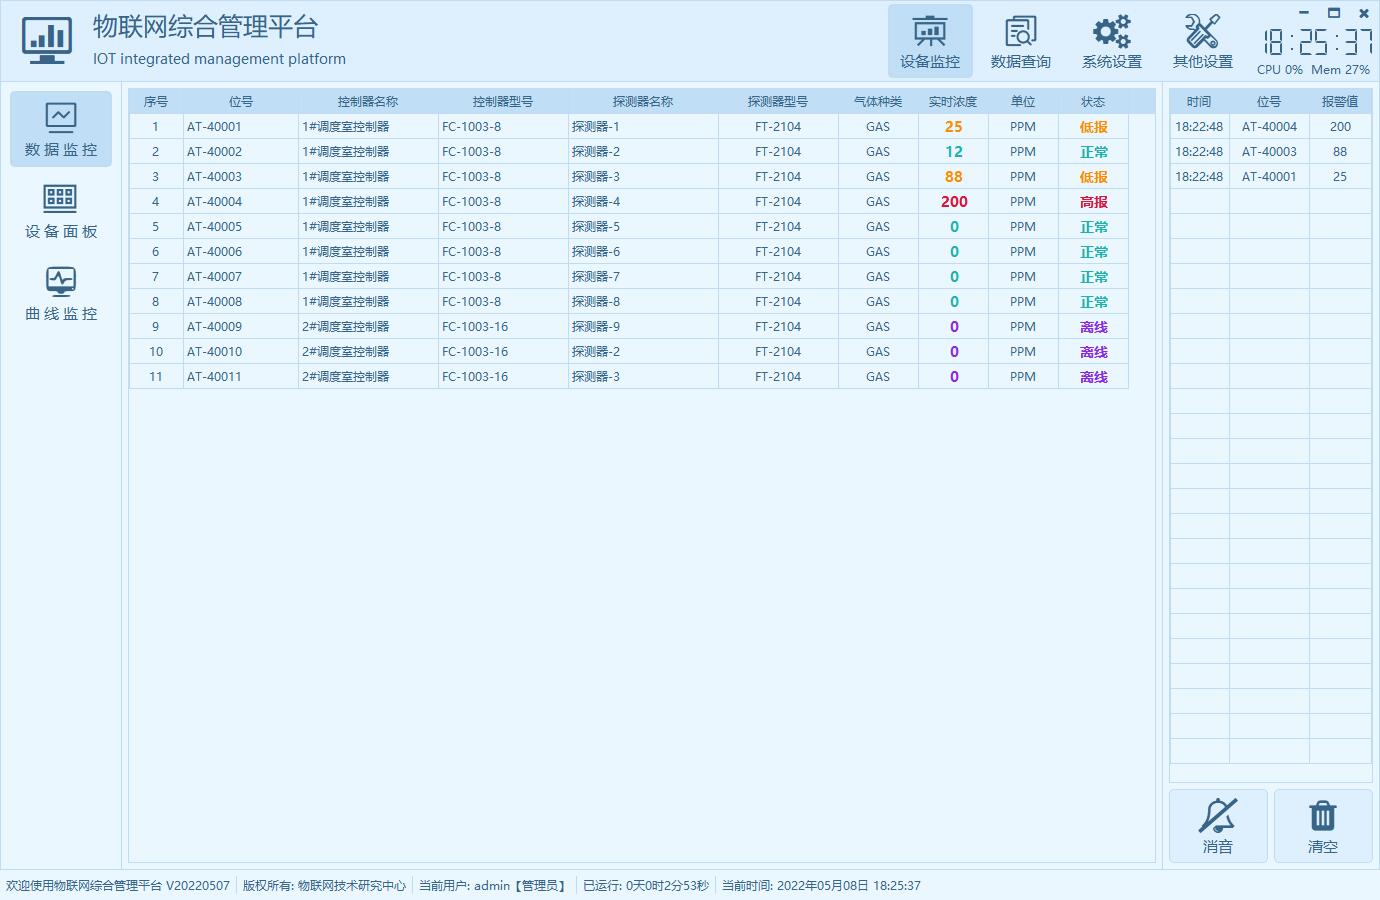 物联网综合管理平台
IOT integrated management platform
设备监控 数据查询 系统设置 其他设置
18:25:37
CPU 0% Mem 27%
数据监控
设备面板
曲线监控
序号 位号 控制器名称 控制器型号 探测器名称 探测器型号 气体种类 实时浓度 单位 状态
1 AT-40001 1#调度室控制器 FC-1003-8 探测器-1 FT-2104 GAS 25 PPM 低报
2 AT-40002 1#调度室控制器 FC-1003-8 探测器-2 FT-2104 GAS 12 PPM 正常
3 AT-40003 1#调度室控制器 FC-1003-8 探测器-3 FT-2104 GAS 88 PPM 低报
4 AT-40004 1#调度室控制器 FC-1003-8 探测器-4 FT-2104 GAS 200 PPM 高报
5 AT-40005 1#调度室控制器 FC-1003-8 探测器-5 FT-2104 GAS 0 PPM 正常
6 AT-40006 1#调度室控制器 FC-1003-8 探测器-6 FT-2104 GAS 0 PPM 正常
7 AT-40007 1#调度室控制器 FC-1003-8 探测器-7 FT-2104 GAS 0 PPM 正常
8 AT-40008 1#调度室控制器 FC-1003-8 探测器-8 FT-2104 GAS 0 PPM 正常
9 AT-40009 2#调度室控制器 FC-1003-16 探测器-9 FT-2104 GAS 0 PPM 离线
10 AT-40010 2#调度室控制器 FC-1003-16 探测器-2 FT-2104 GAS 0 PPM 离线
11 AT-40011 2#调度室控制器 FC-1003-16 探测器-3 FT-2104 GAS 0 PPM 离线
时间 位号 报警值
18:22:48 AT-40004 200
18:22:48 AT-40003 88
18:22:48 AT-40001 25
消音 清空
欢迎使用物联网综合管理平台 V20220507 版权所有: 物联网技术研究中心 当前用户: admin【管理员】 已运行: 0天0时2分53秒 当前时间: 2022年05月08日 18:25:37